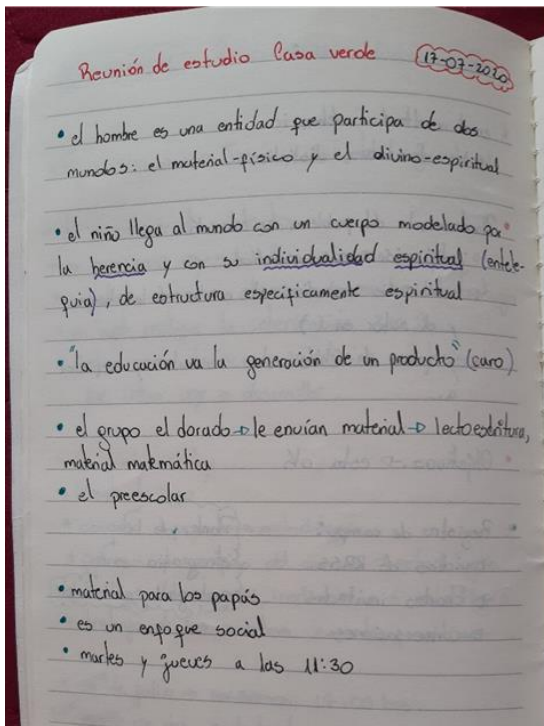 Reunión de estudio Casa verde 17-07-2020
• el hombre es una entidad que participa de dos
mundos: el material-físico y el divino-espiritual
• el niño llega al mundo con un cuerpo modelado por
la herencia y con su individualidad espiritual (entele-
quia), de estructura específicamente espiritual
• "la educación va la generación de un producto" (caro)
• el grupo el dorado → le envían material → lectoescritura,
material matemática
• el preescolar
• material para los papás
• es un enfoque social
• martes y jueves a las 11:30